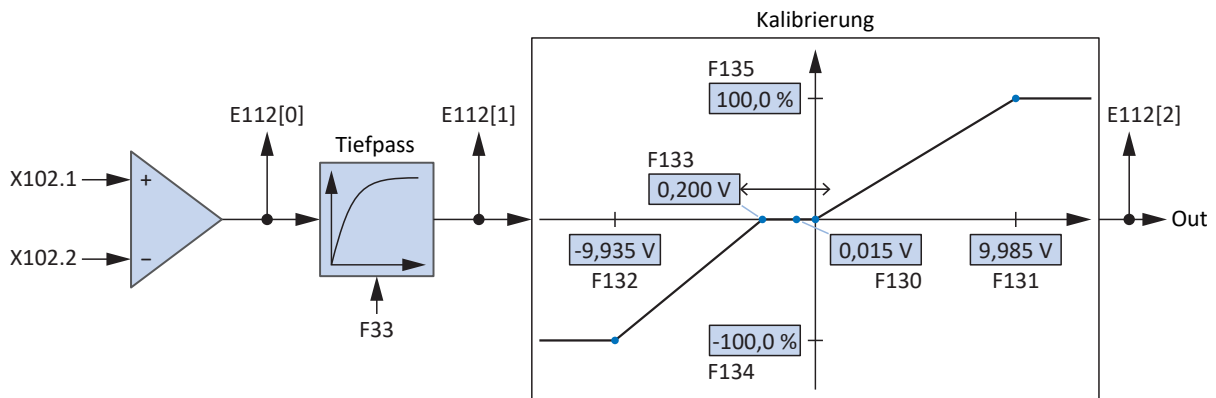 Kalibrierung
F135
100,0 %
E112[0]
E112[1]
E112[2]
Tiefpass
F133
0,200 V
X102.1
+
X102.2
−
Out
-9,935 V
0,015 V
9,985 V
F132
F130
F131
F33
-100,0 %
F134